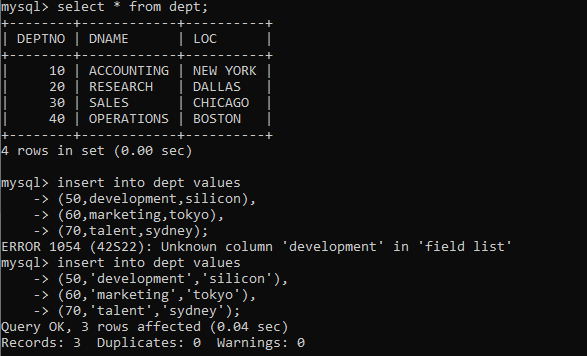 mysql> select * from dept;
+--------+------------+----------+
| DEPTNO | DNAME      | LOC      |
+--------+------------+----------+
|     10 | ACCOUNTING | NEW YORK |
|     20 | RESEARCH   | DALLAS   |
|     30 | SALES      | CHICAGO  |
|     40 | OPERATIONS | BOSTON   |
+--------+------------+----------+
4 rows in set (0.00 sec)
mysql> insert into dept values
    -> (50,development,silicon),
    -> (60,marketing,tokyo),
    -> (70,talent,sydney);
ERROR 1054 (42S22): Unknown column 'development' in 'field list'
mysql> insert into dept values
    -> (50,'development','silicon'),
    -> (60,'marketing','tokyo'),
    -> (70,'talent','sydney');
Query OK, 3 rows affected (0.04 sec)
Records: 3  Duplicates: 0  Warnings: 0